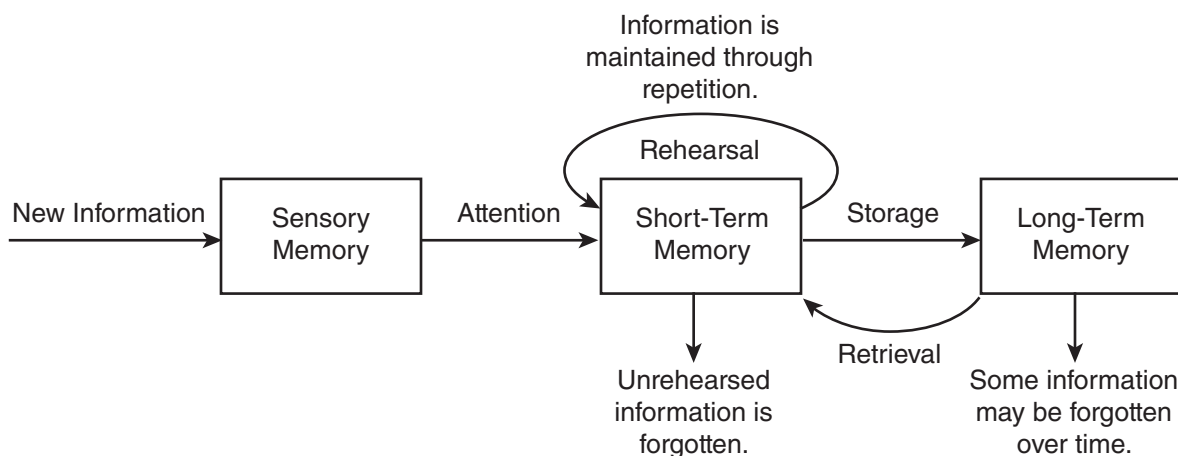 Information is
maintained through
repetition.
Rehearsal
New Information
Sensory
Memory
Attention
Short-Term
Memory
Storage
Long-Term
Memory
Retrieval
Unrehearsed
information is
forgotten.
Some information
may be forgotten
over time.